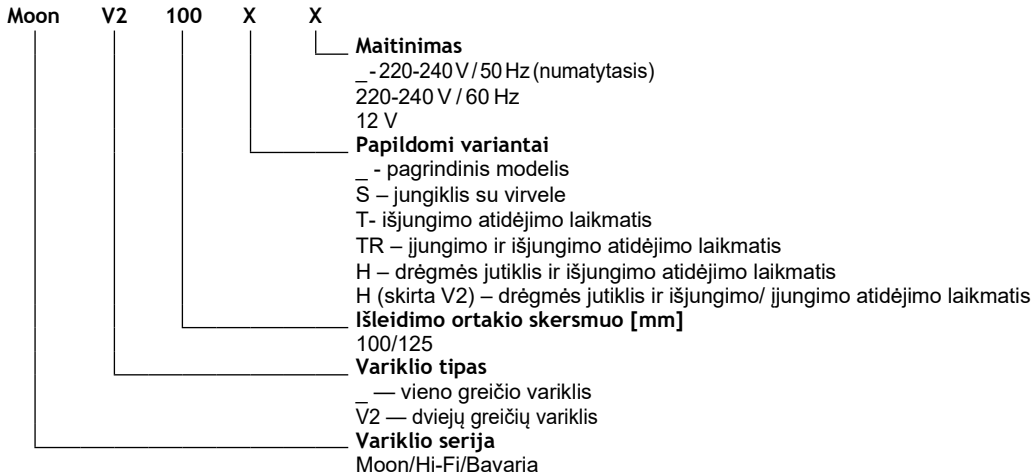 Moon V2 100 X X
Maitinimas
_- 220-240 V / 50 Hz (numatytasis)
220-240 V / 60 Hz
12 V
Papildomi variantai
_ - pagrindinis modelis
S – jungiklis su virvele
T- išjungimo atidėjimo laikmatis
TR – įjungimo ir išjungimo atidėjimo laikmatis
H – drėgmės jutiklis ir išjungimo atidėjimo laikmatis
H (skirta V2) – drėgmės jutiklis ir išjungimo/ įjungimo atidėjimo laikmatis
Išleidimo ortakio skersmuo [mm]
100/125
Variklio tipas
_ — vieno greičio variklis
V2 — dviejų greičių variklis
Variklio serija
Moon/Hi-Fi/Bavaria